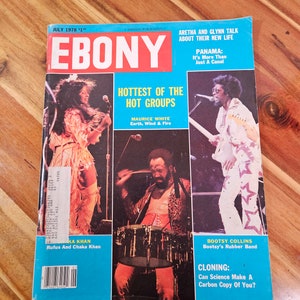 JULY 1978
ARETHA AND GLYNN TALK
ABOUT THEIR NEW LIFE
EBONY
PANAMA:
It's More Than
Just A Canal
HOTTEST OF THE
HOT GROUPS
MAURICE WHITE
Earth, Wind & Fire
KHAN
Rufus And Chaka Khan
BOOTSY COLLINS
Bootsy's Rubber Band
CLONING:
Can Science Make A
Carbon Copy Of You?